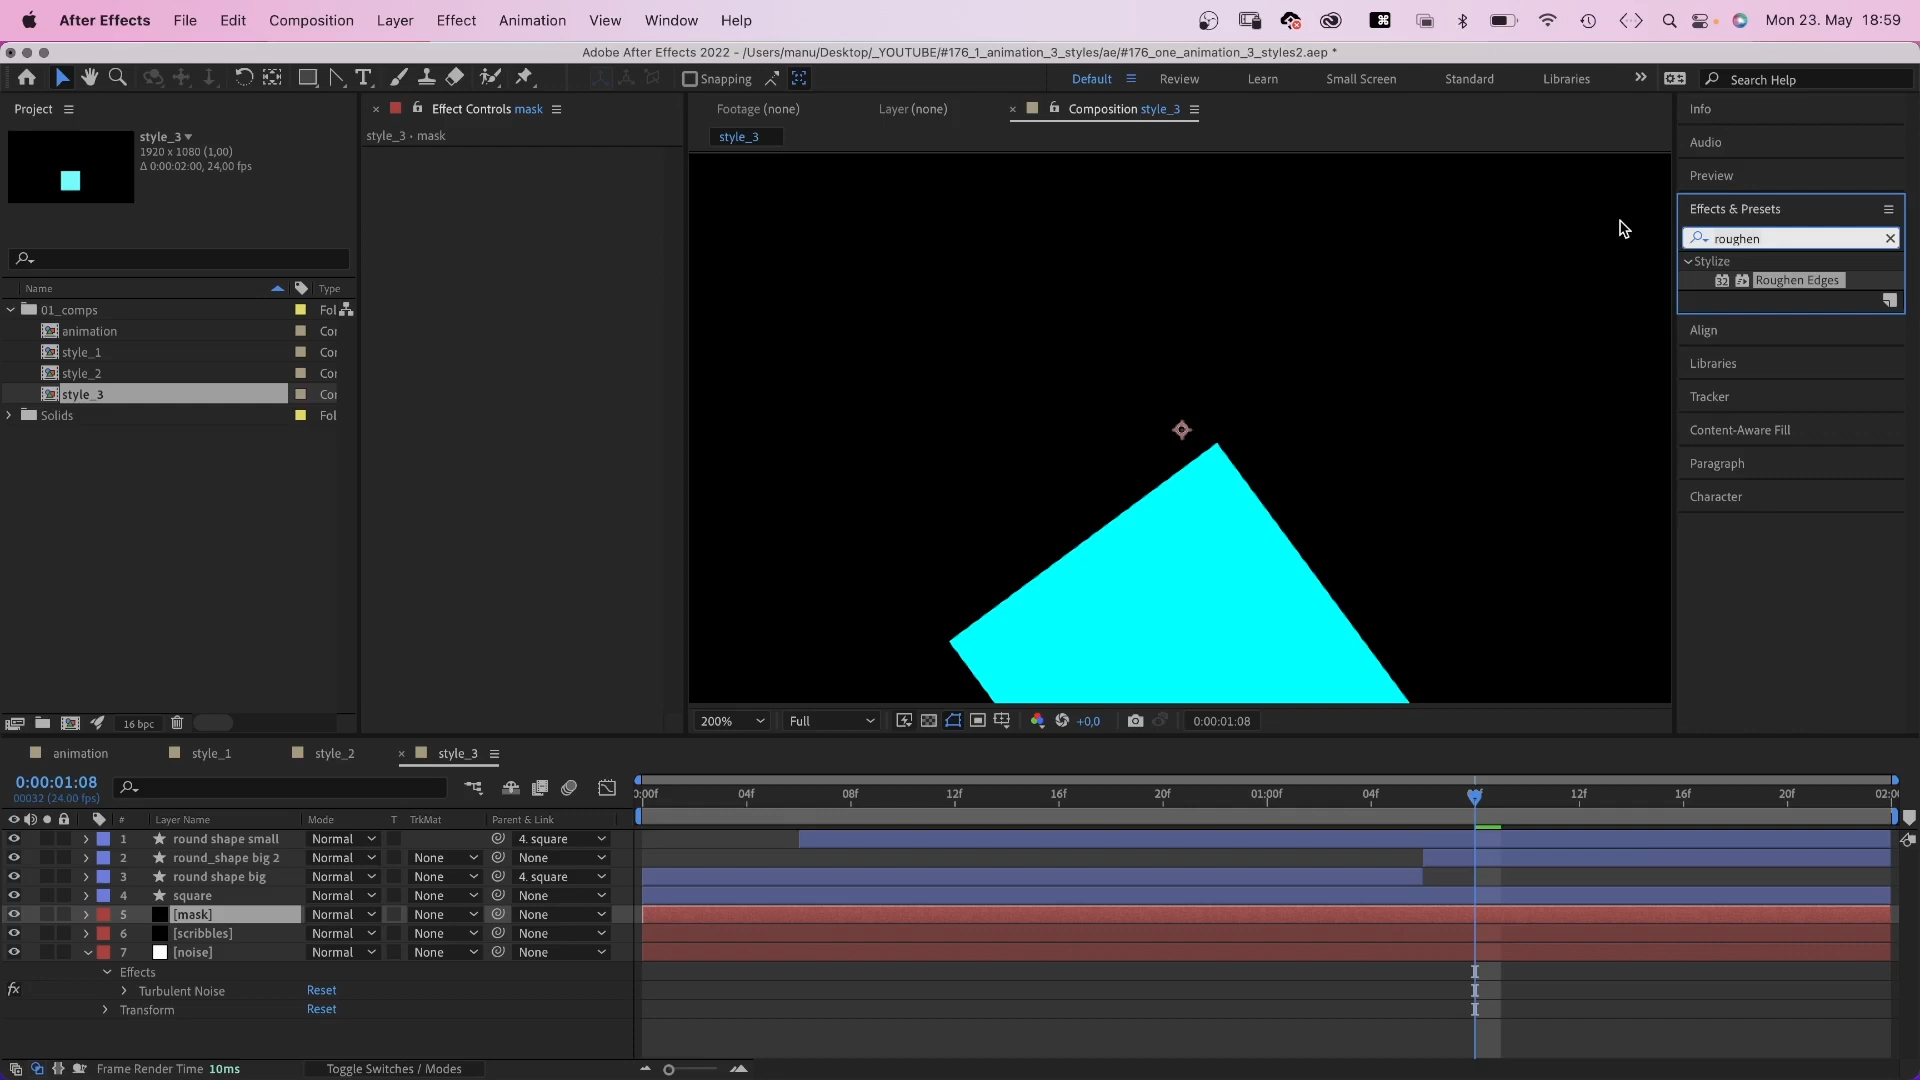 After Effects File Edit Composition Layer Effect Animation View Window Help Mon 23. May 18:59
Adobe After Effects 2022 - /Users/manu/Desktop/_YOUTUBE/#176_1_animation_3_styles/ae/#176_one_animation_3_styles2.aep *
Snapping Default Review Learn Small Screen Standard Libraries Search Help
Project
style_3
1920 x 1080 (1,00)
Δ 0:00:02:00, 24,00 fps
Name Type
01_comps Fol
animation Cor
style_1 Cor
style_2 Cor
style_3 Cor
Solids Fol
16 bpc
Effect Controls mask
style_3 • mask
Footage (none) Layer (none) Composition style_3
style_3
200% Full +0,0 0:00:01:08
Info
Audio
Preview
Effects & Presets
roughen
Stylize
32 Roughen Edges
Align
Libraries
Tracker
Content-Aware Fill
Paragraph
Character
animation style_1 style_2 style_3
0:00:01:08
00032 (24.00 fps)
):00f 04f 08f 12f 16f 20f 01:00f 04f 12f 16f 20f 02:00
# Layer Name Mode T TrkMat Parent & Link
1 round shape small Normal 4. square
2 round_shape big 2 Normal None None
3 round shape big Normal None 4. square
4 square Normal None None
5 [mask] Normal None None
6 [scribbles] Normal None None
7 [noise] Normal None None
Effects
fx Turbulent Noise Reset
Transform Reset
Frame Render Time 10ms Toggle Switches / Modes